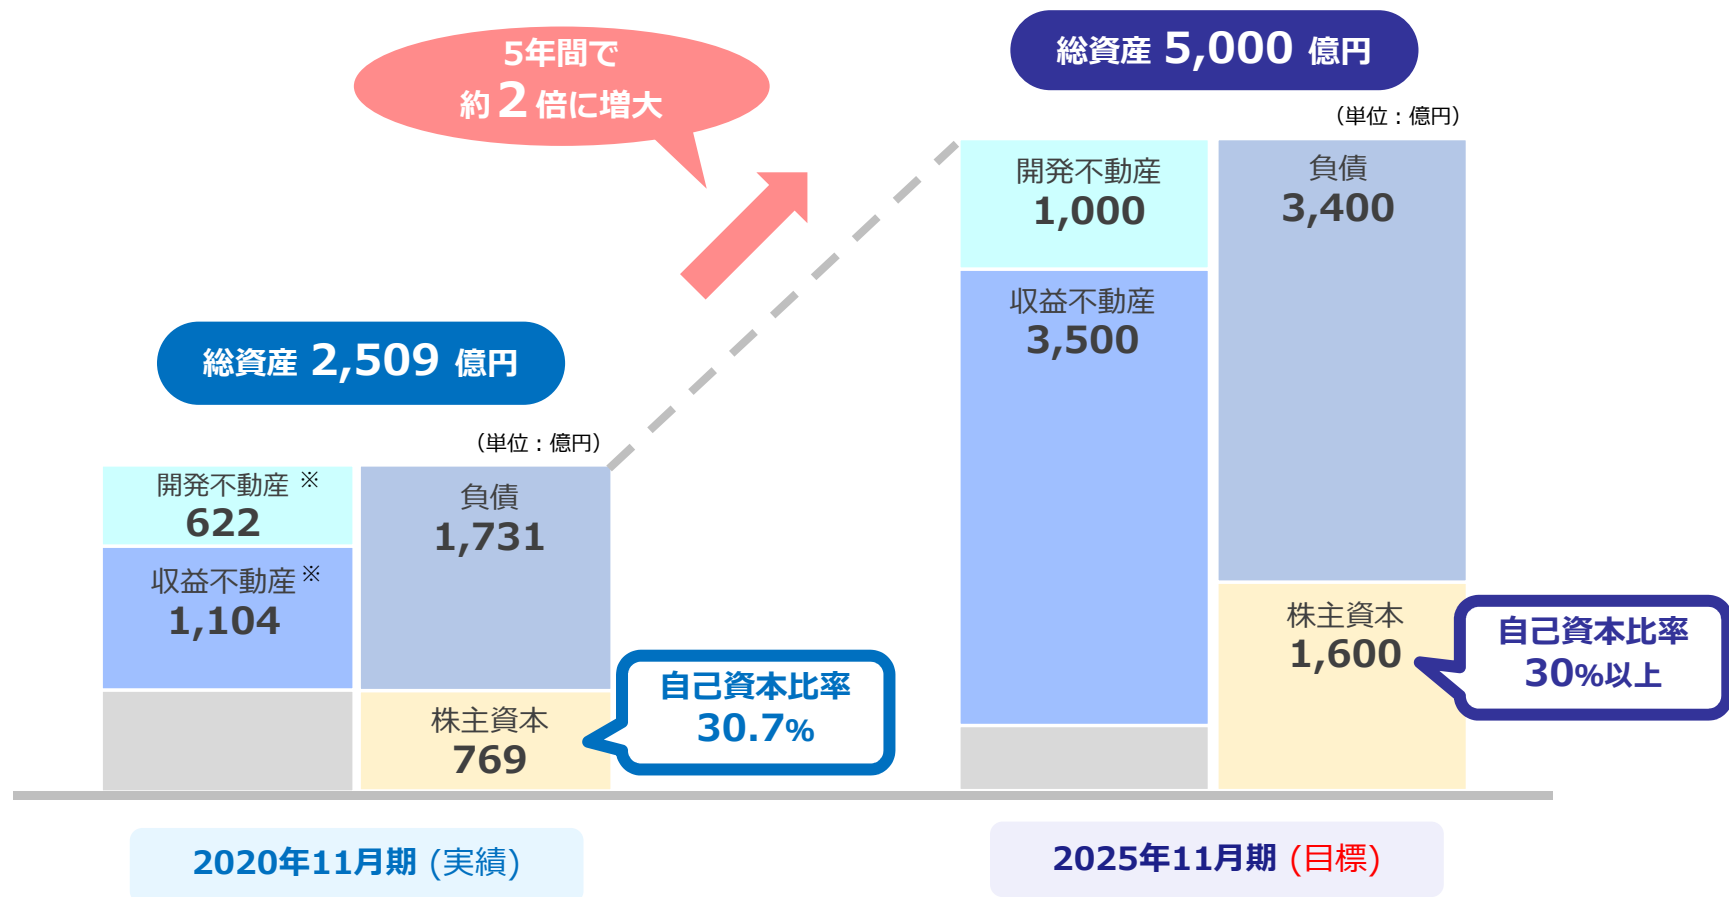 5年間で
約2倍に増大
総資産 5,000 億円
（単位：億円）
開発不動産
1,000
負債
3,400
収益不動産
3,500
株主資本
1,600
自己資本比率
30%以上
総資産 2,509 億円
（単位：億円）
開発不動産 ※
622
負債
1,731
収益不動産※
1,104
株主資本
769
自己資本比率
30.7%
2020年11月期 (実績)
2025年11月期 (目標)